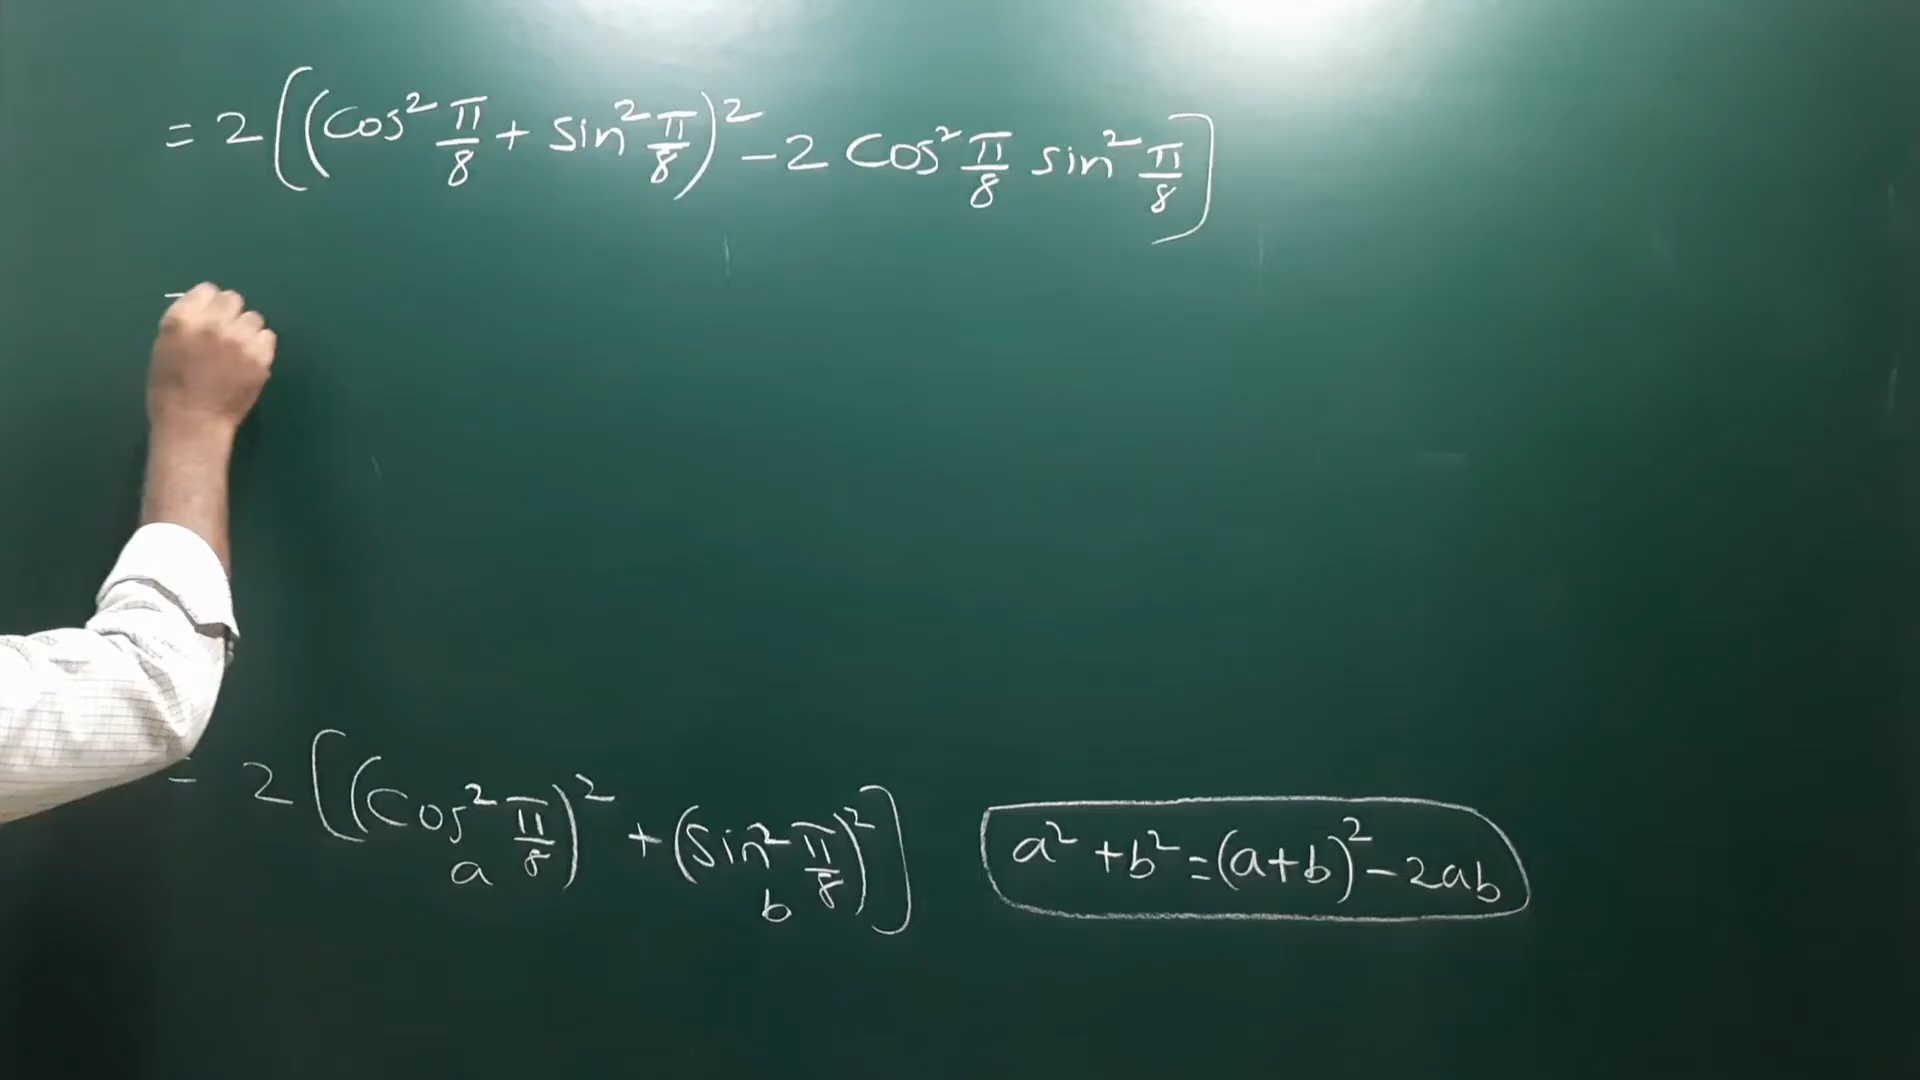 = 2 [(Cos² π/8 + Sin² π/8)² - 2 Cos² π/8 sin² π/8]
= 2 [(Cos² π/8)² + (Sin² π/8)²]
a b
a² + b² = (a+b)² - 2ab